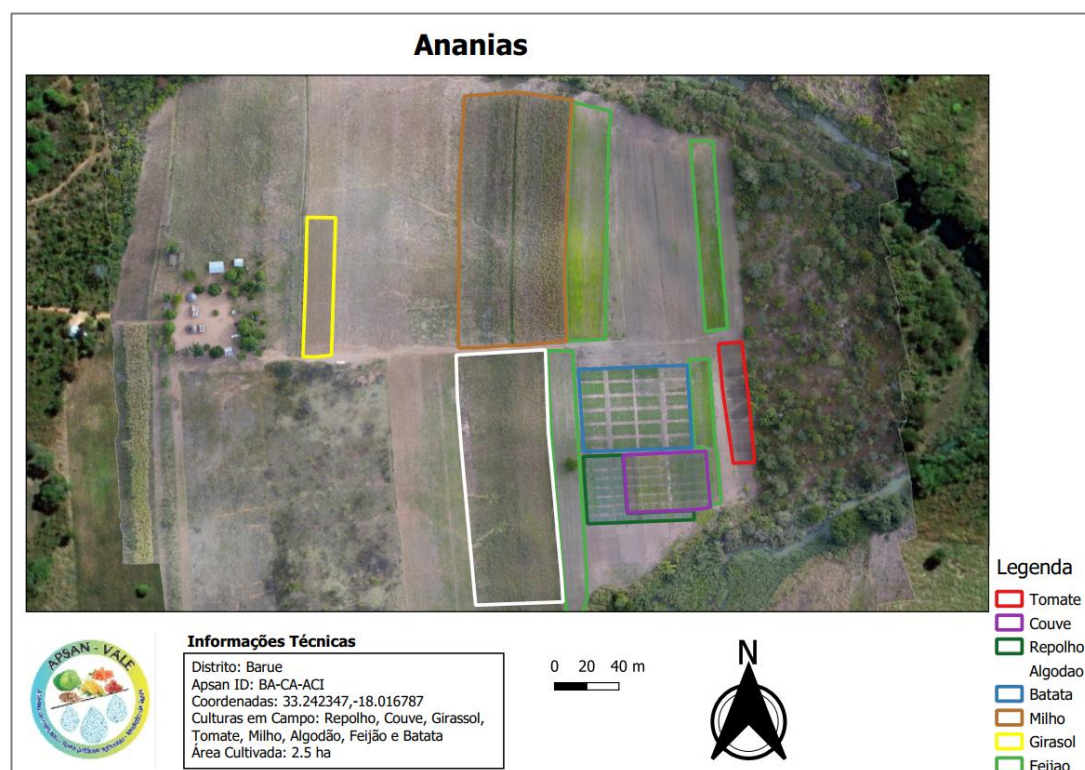 Ananias
Legenda
Tomate
Couve
Repolho
Algodao
Batata
Milho
Girasol
Feijao
APSAN - VALE
Informações Técnicas
Distrito: Barue
Apsan ID: BA-CA-ACI
Coordenadas: 33.242347,-18.016787
Culturas em Campo: Repolho, Couve, Girassol,
Tomate, Milho, Algodão, Feijão e Batata
Área Cultivada: 2.5 ha
0 20 40 m
N